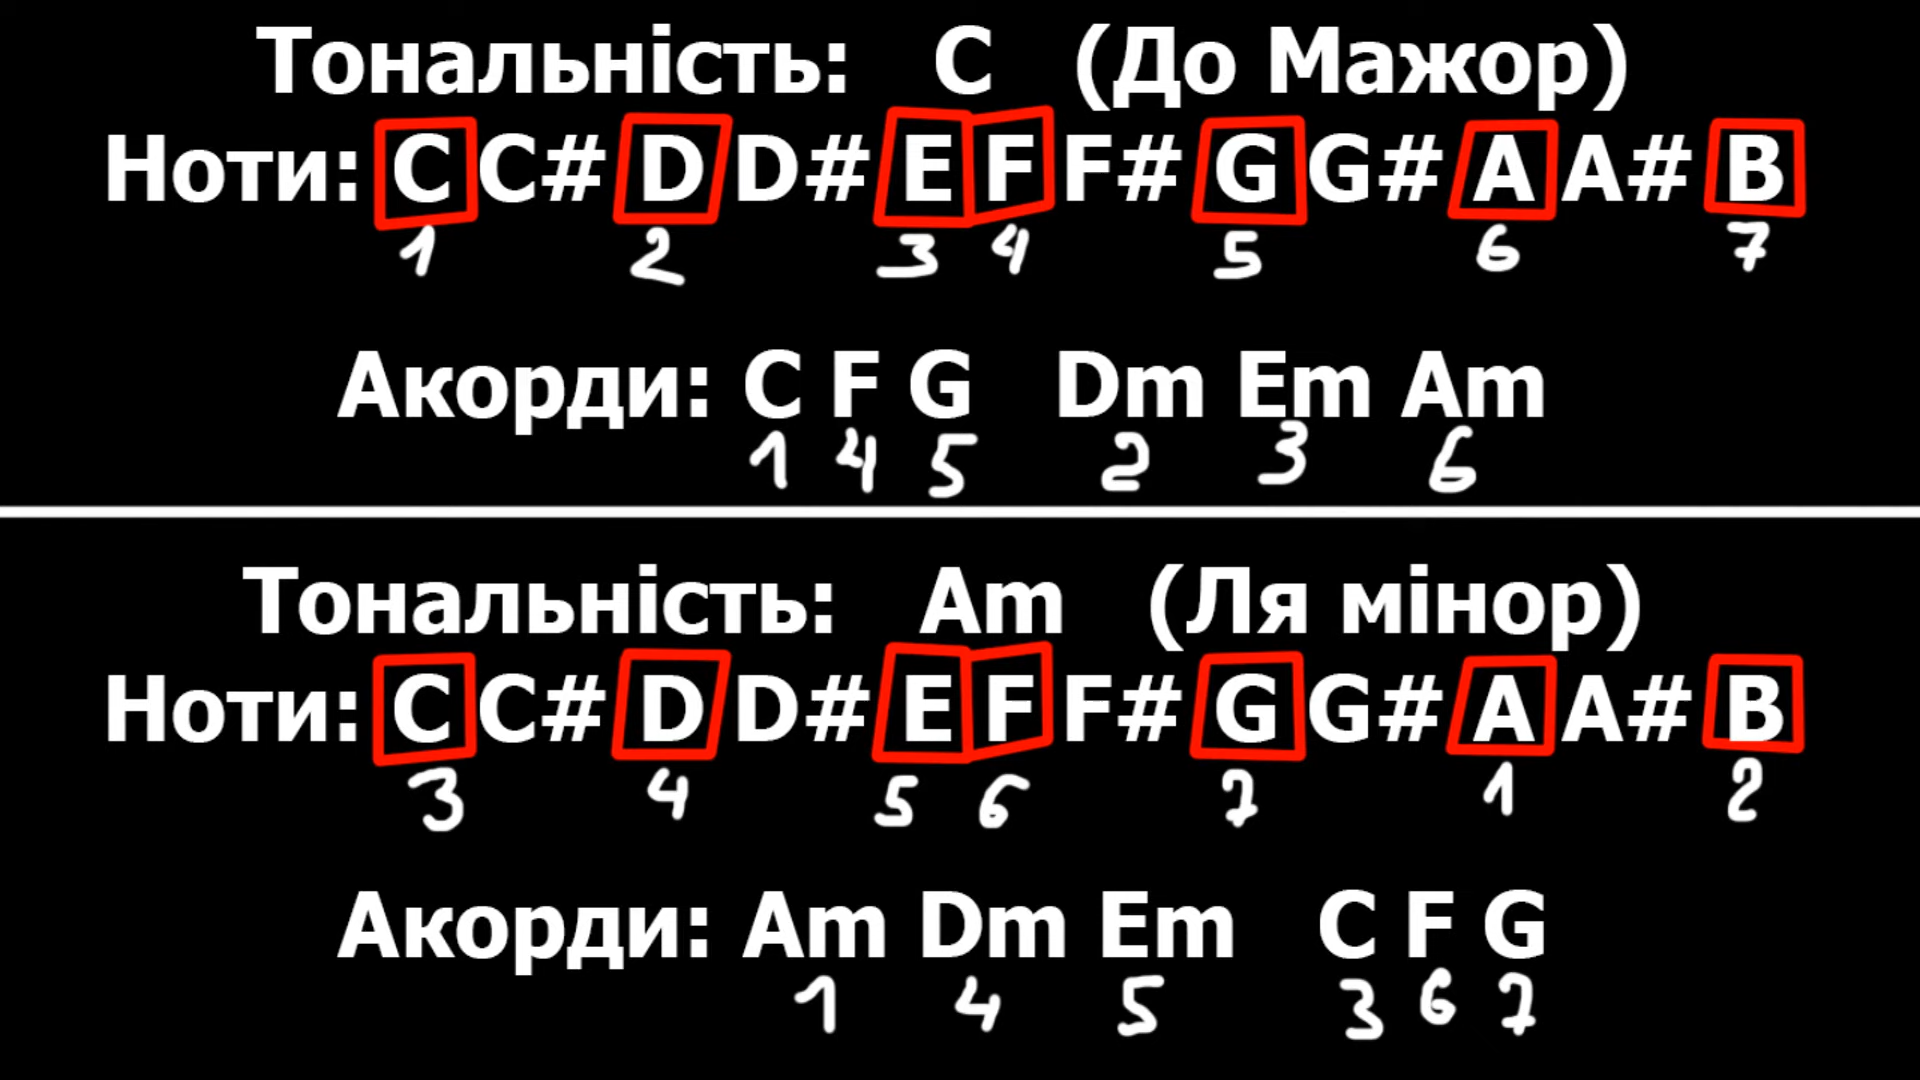 Тональність: C (До Мажор)
Ноти: C C# D D# E F F# G G# A A# B
1 2 3 4 5 6 7
Акорди: C F G Dm Em Am
1 4 5 2 3 6
Тональність: Am (Ля мінор)
Ноти: C C# D D# E F F# G G# A A# B
3 4 5 6 7 1 2
Акорди: Am Dm Em C F G
1 4 5 3 6 7